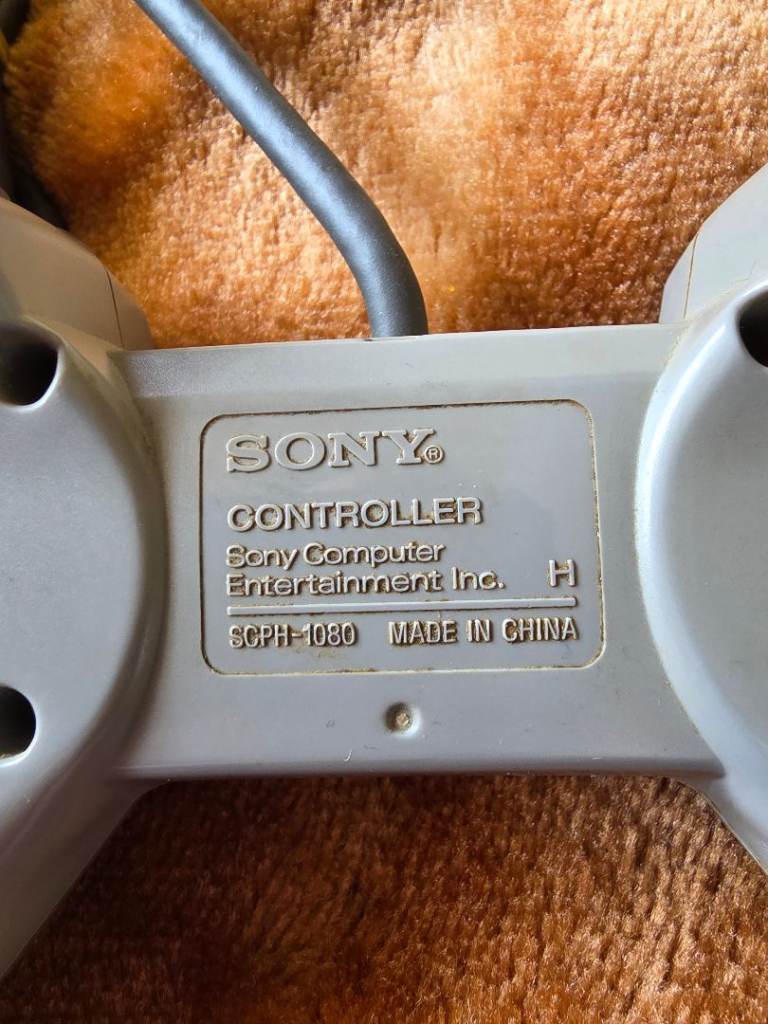 SONY®
CONTROLLER
Sony Computer
Entertainment Inc. H
SCPH-1080 MADE IN CHINA